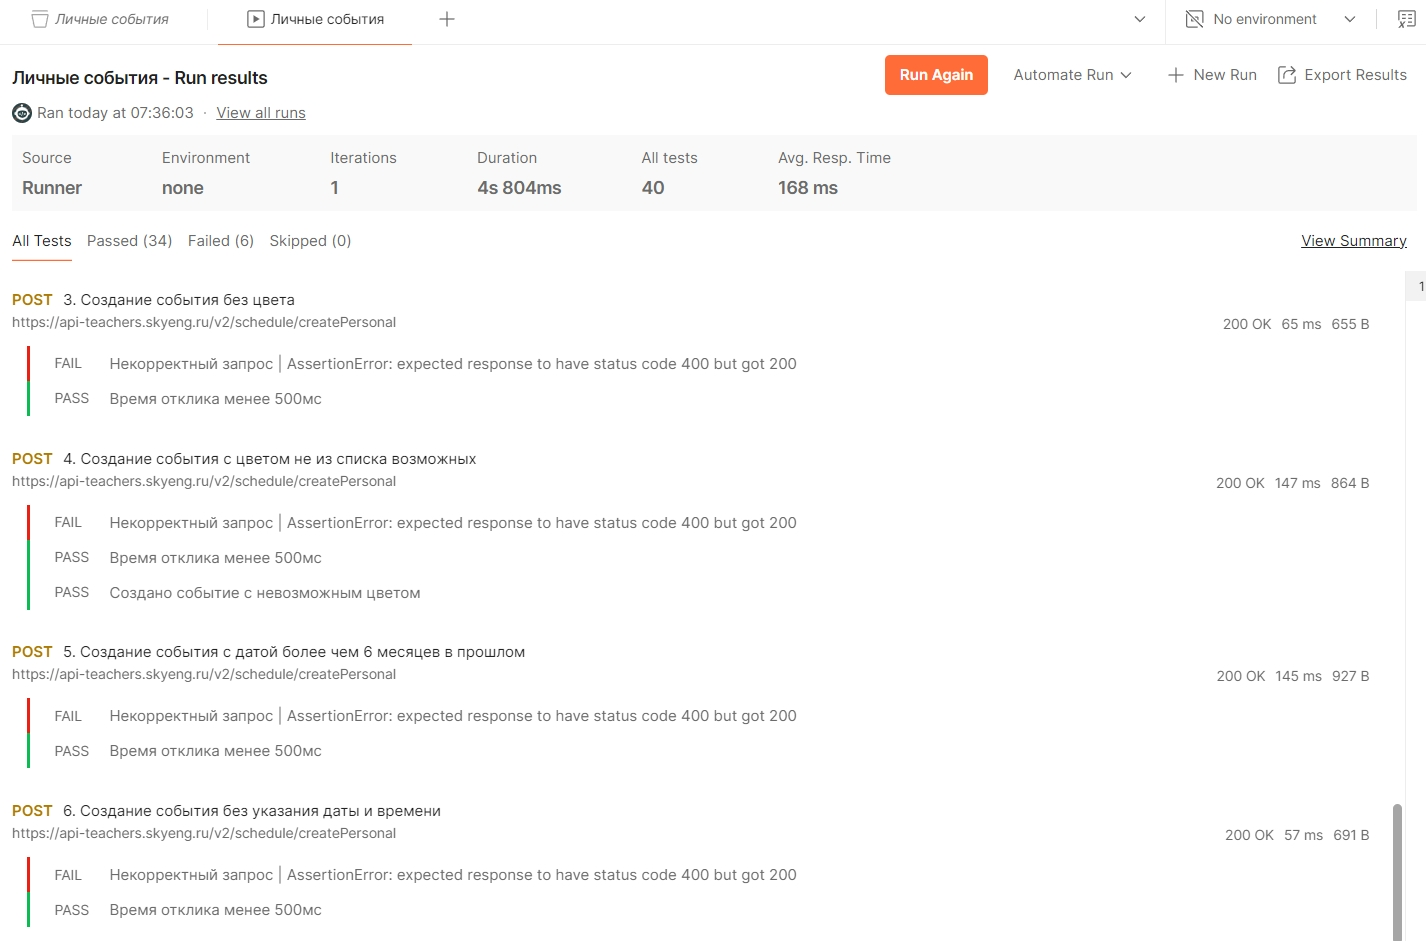 Личные события
Личные события
No environment
Личные события - Run results
Run Again
Automate Run
New Run
Export Results
Ran today at 07:36:03 · View all runs
Source
Environment
Iterations
Duration
All tests
Avg. Resp. Time
Runner
none
1
4s 804ms
40
168 ms
All Tests
Passed (34)
Failed (6)
Skipped (0)
View Summary
1
POST 3. Создание события без цвета
https://api-teachers.skyeng.ru/v2/schedule/createPersonal
200 OK 65 ms 655 B
FAIL Некорректный запрос | AssertionError: expected response to have status code 400 but got 200
PASS Время отклика менее 500мс
POST 4. Создание события с цветом не из списка возможных
https://api-teachers.skyeng.ru/v2/schedule/createPersonal
200 OK 147 ms 864 B
FAIL Некорректный запрос | AssertionError: expected response to have status code 400 but got 200
PASS Время отклика менее 500мс
PASS Создано событие с невозможным цветом
POST 5. Создание события с датой более чем 6 месяцев в прошлом
https://api-teachers.skyeng.ru/v2/schedule/createPersonal
200 OK 145 ms 927 B
FAIL Некорректный запрос | AssertionError: expected response to have status code 400 but got 200
PASS Время отклика менее 500мс
POST 6. Создание события без указания даты и времени
https://api-teachers.skyeng.ru/v2/schedule/createPersonal
200 OK 57 ms 691 B
FAIL Некорректный запрос | AssertionError: expected response to have status code 400 but got 200
PASS Время отклика менее 500мс